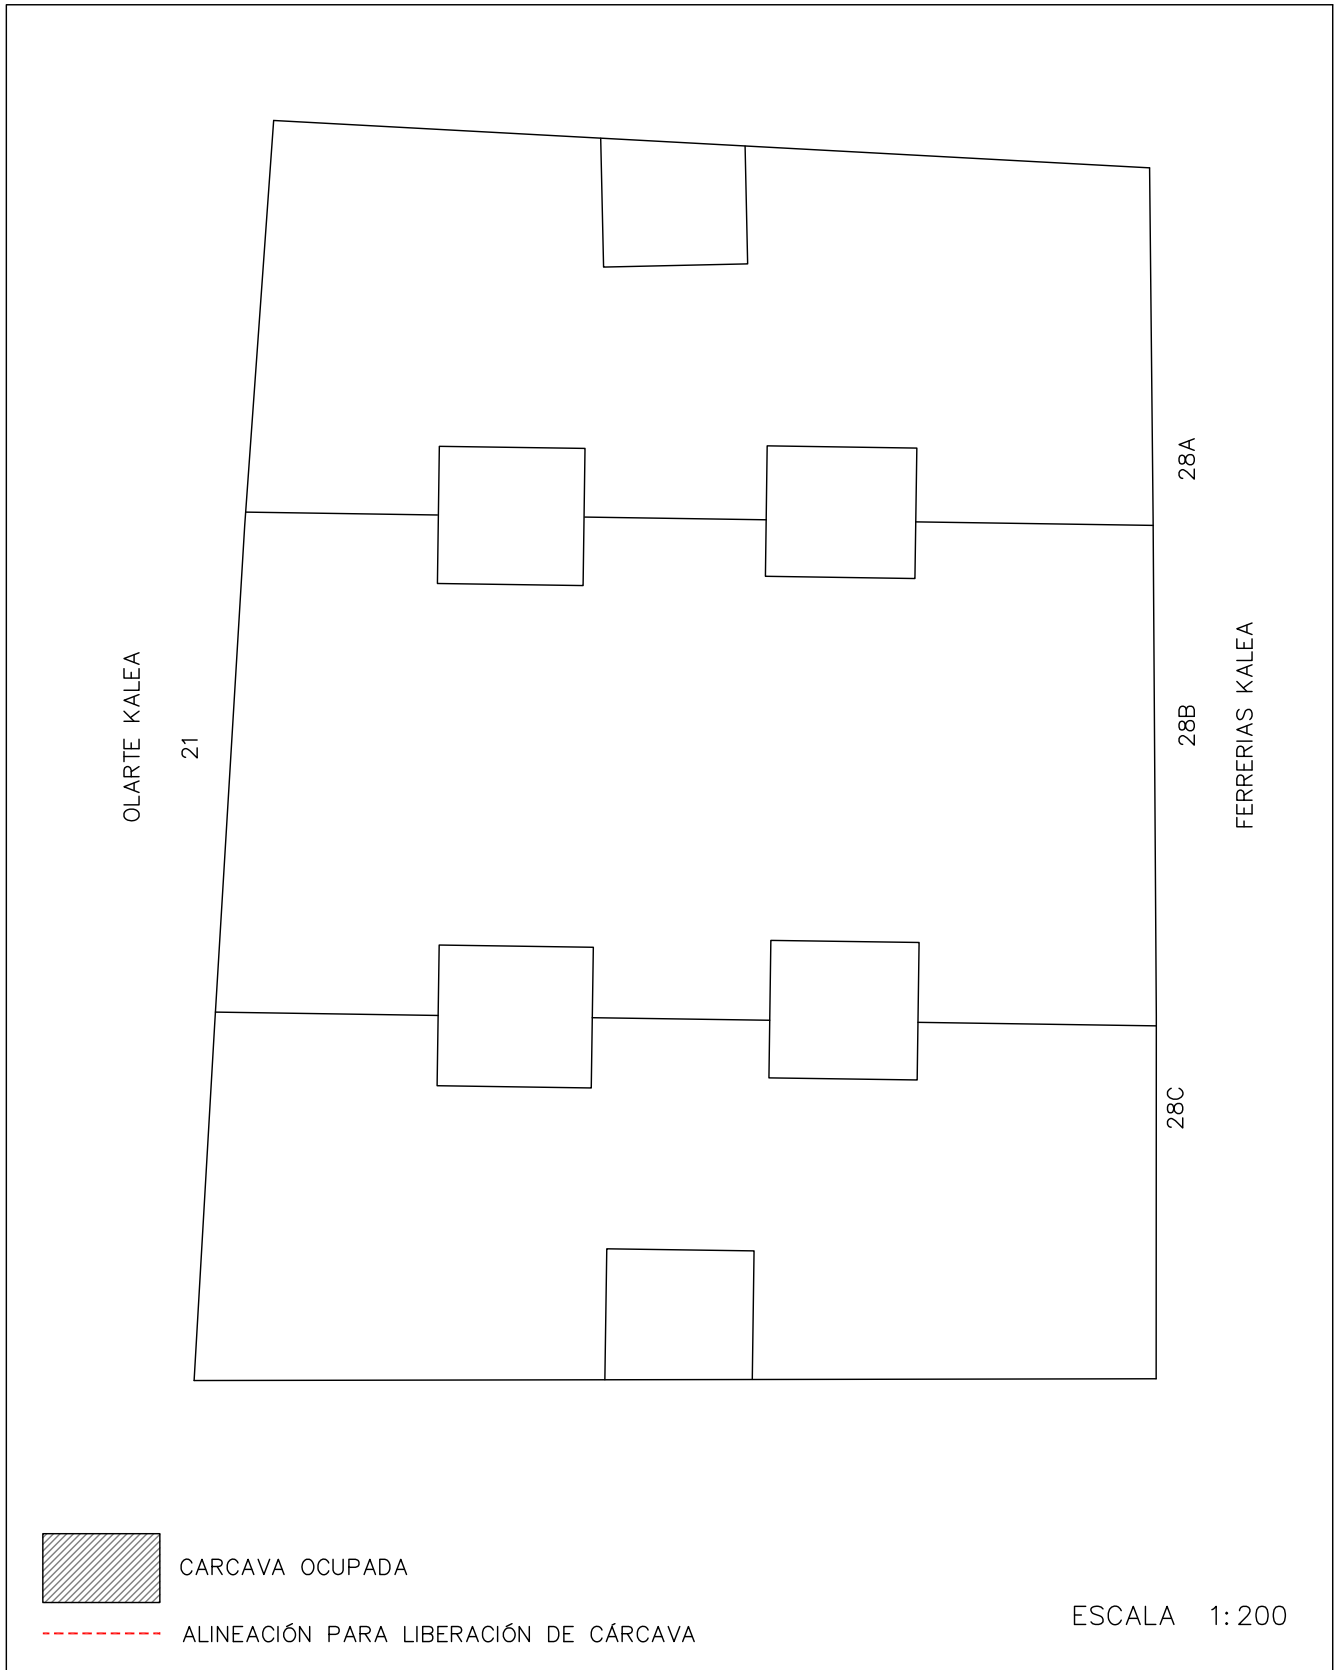 OLARTE KALEA
21
28A
28B
28C
FERRERIAS KALEA
CARCAVA OCUPADA
ALINEACIÓN PARA LIBERACIÓN DE CÁRCAVA
ESCALA 1:200